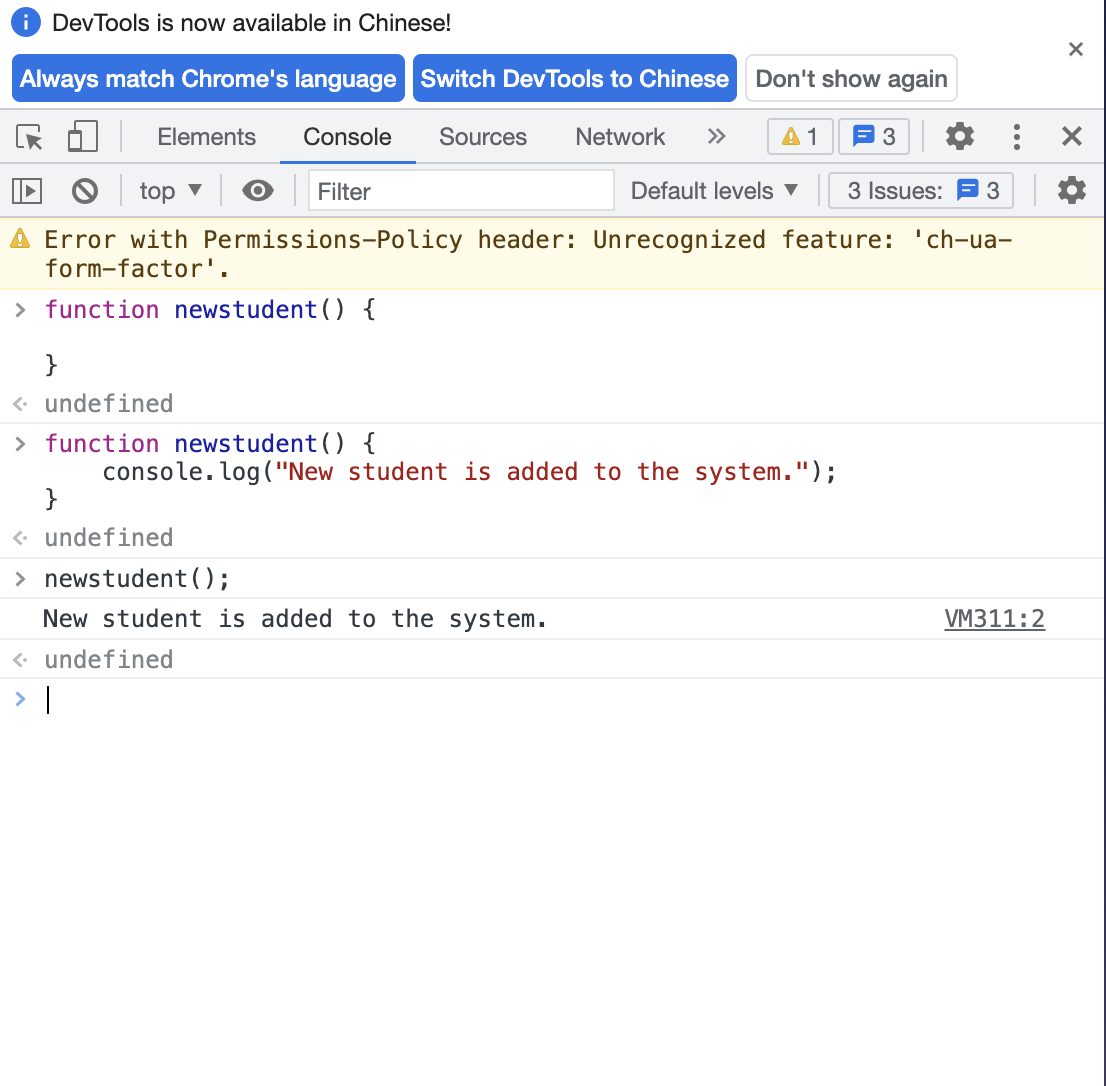 DevTools is now available in Chinese!
Always match Chrome's language Switch DevTools to Chinese Don't show again
Elements Console Sources Network 1 3
top Filter Default levels 3 Issues: 3
Error with Permissions-Policy header: Unrecognized feature: 'ch-ua-
form-factor'.
function newstudent() {
}
undefined
function newstudent() {
console.log("New student is added to the system.");
}
undefined
newstudent();
New student is added to the system. VM311:2
undefined